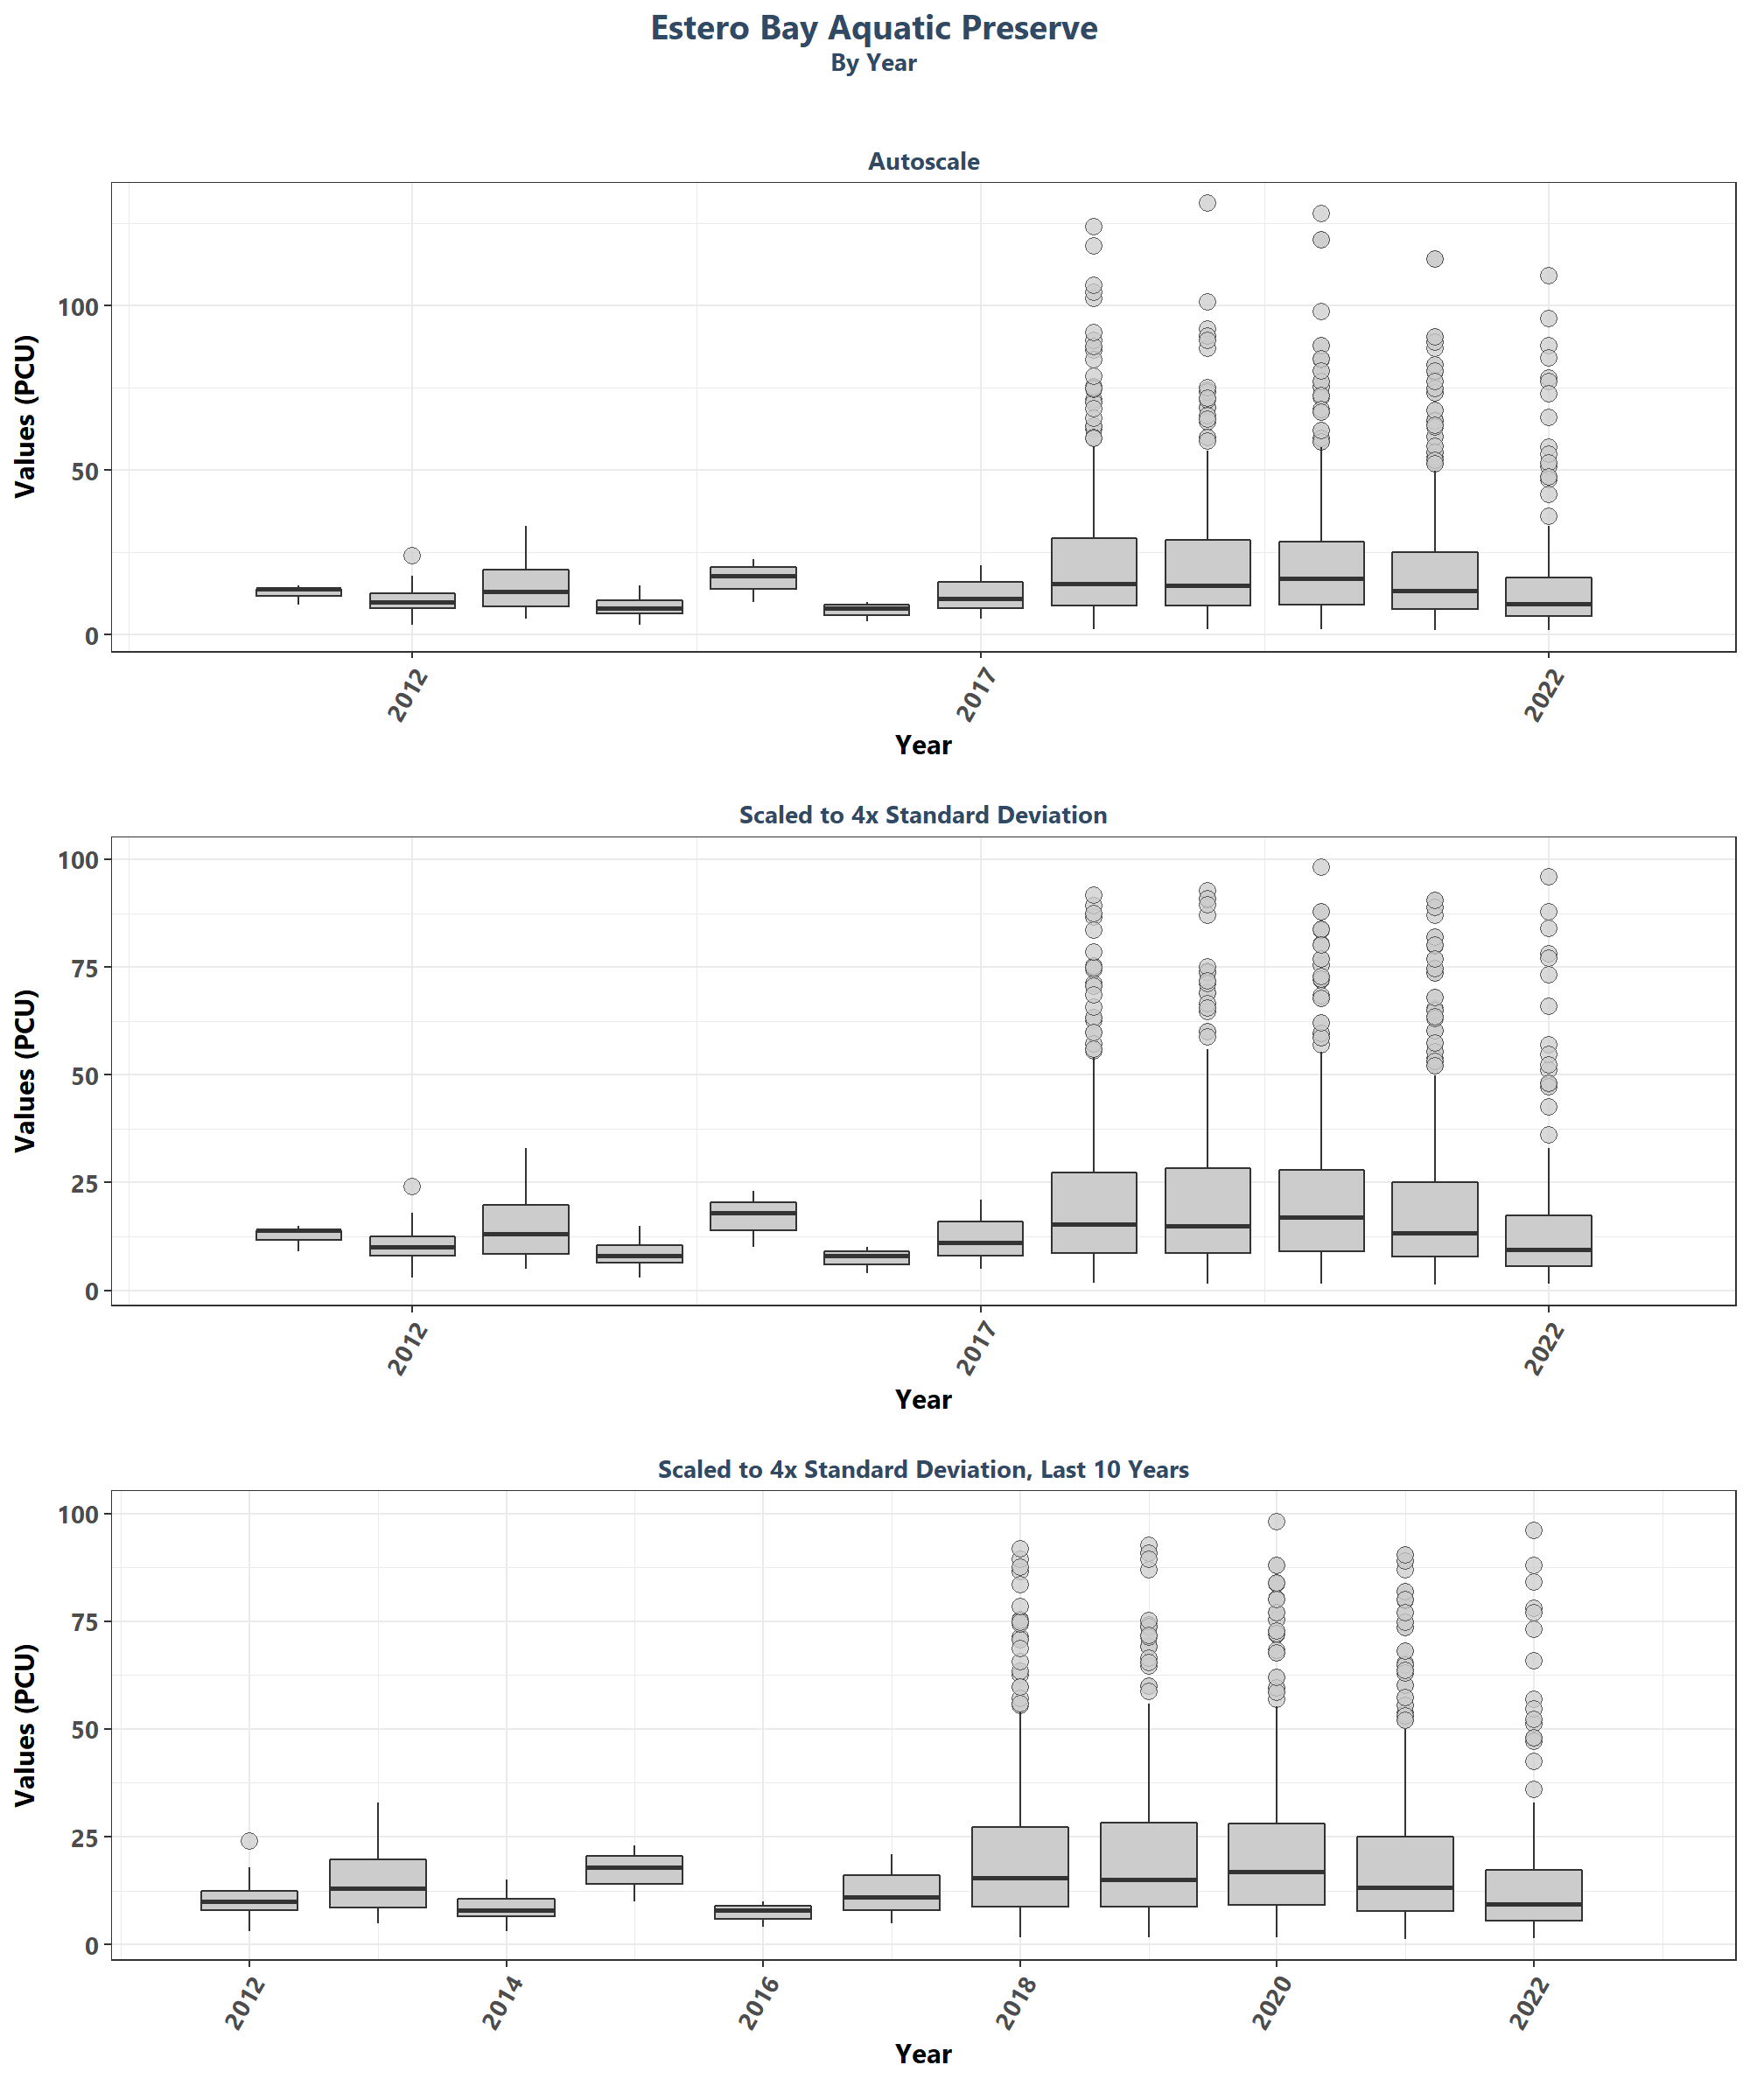 Estero Bay Aquatic Preserve
By Year
Autoscale
Values (PCU)
100
50
0
2012
2017
2022
Year
Scaled to 4x Standard Deviation
Values (PCU)
100
75
50
25
0
2012
2017
2022
Year
Scaled to 4x Standard Deviation, Last 10 Years
Values (PCU)
100
75
50
25
0
2012
2014
2016
2018
2020
2022
Year